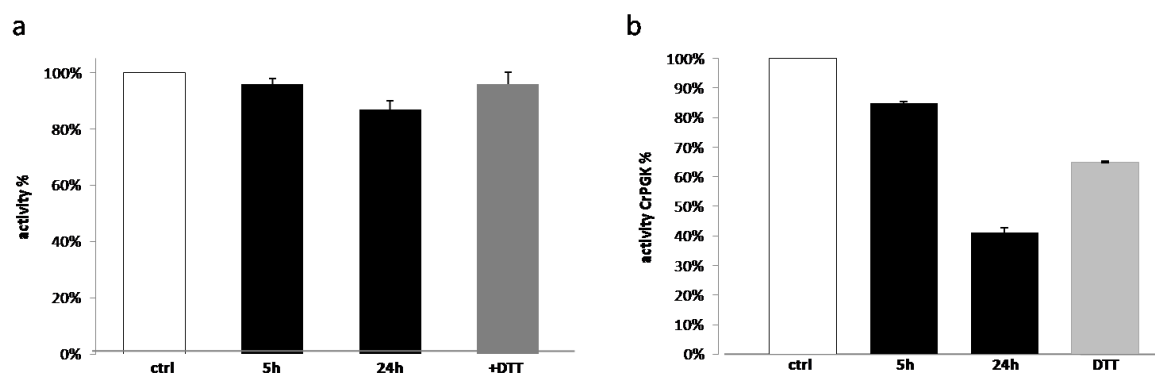 a
activity %
100%
80%
60%
40%
20%
0%
ctrl 5h 24h +DTT
b
activity CrPGK %
100%
90%
80%
70%
60%
50%
40%
30%
20%
10%
0%
ctrl 5h 24h DTT